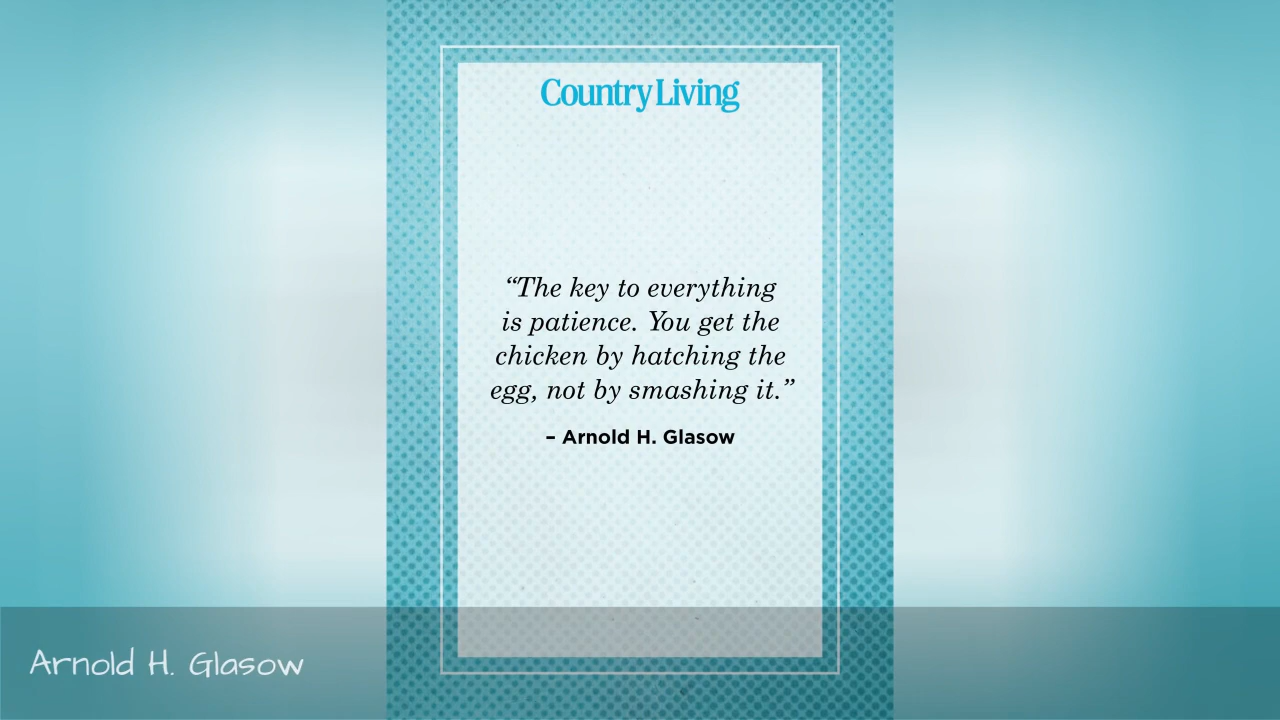 Country Living
“The key to everything
is patience. You get the
chicken by hatching the
egg, not by smashing it.”
– Arnold H. Glasow
Arnold H. Glasow